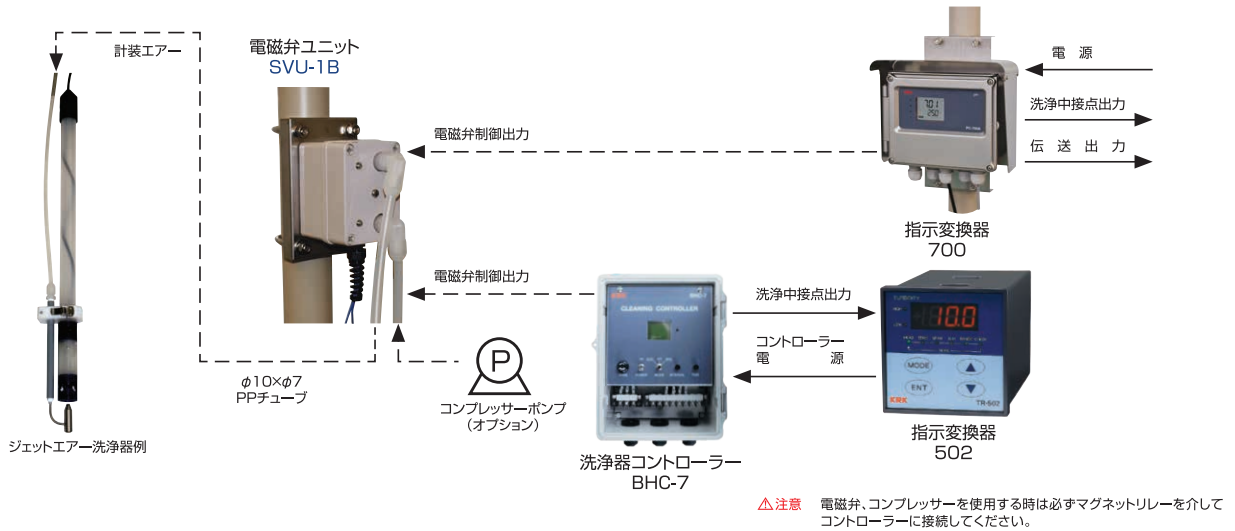 計装エアー
電磁弁ユニット
SVU-1B
電磁弁制御出力
電源
洗浄中接点出力
伝送出力
KRK
pH
7.01
25.0
指示変換器
700
電磁弁制御出力
KRK
BHC-7
CLEANING CONTROLLER
洗浄中接点出力
コントローラー
電源
10.0
MODE
ENT
KRK
TR-502
指示変換器
502
φ10×φ7
PPチューブ
P
コンプレッサーポンプ
(オプション)
ジェットエアー洗浄器例
洗浄器コントローラー
BHC-7
⚠注意 電磁弁、コンプレッサーを使用する時は必ずマグネットリレーを介して
コントローラーに接続してください。